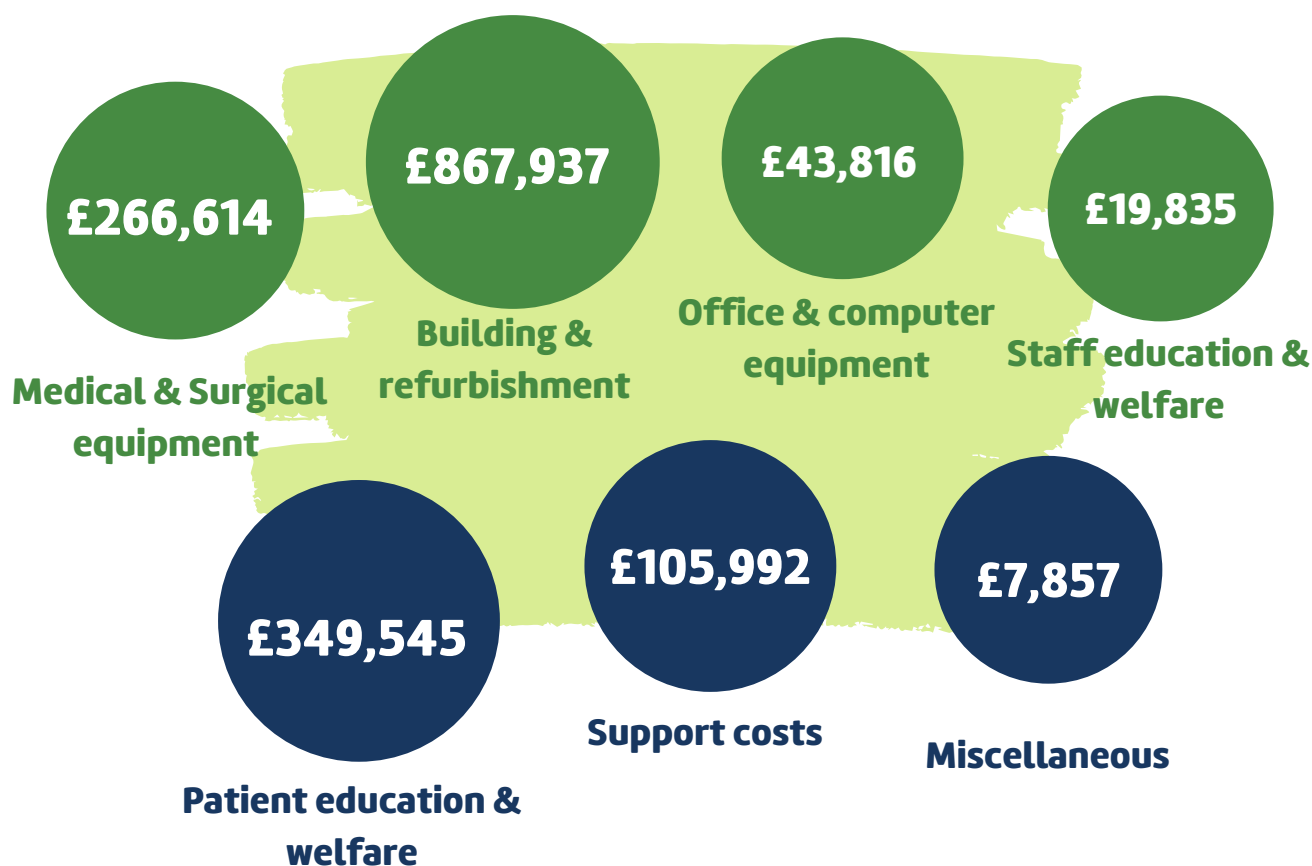 £266,614
Medical & Surgical
equipment
£867,937
Building &
refurbishment
£43,816
Office & computer
equipment
£19,835
Staff education &
welfare
£349,545
Patient education &
welfare
£105,992
Support costs
£7,857
Miscellaneous